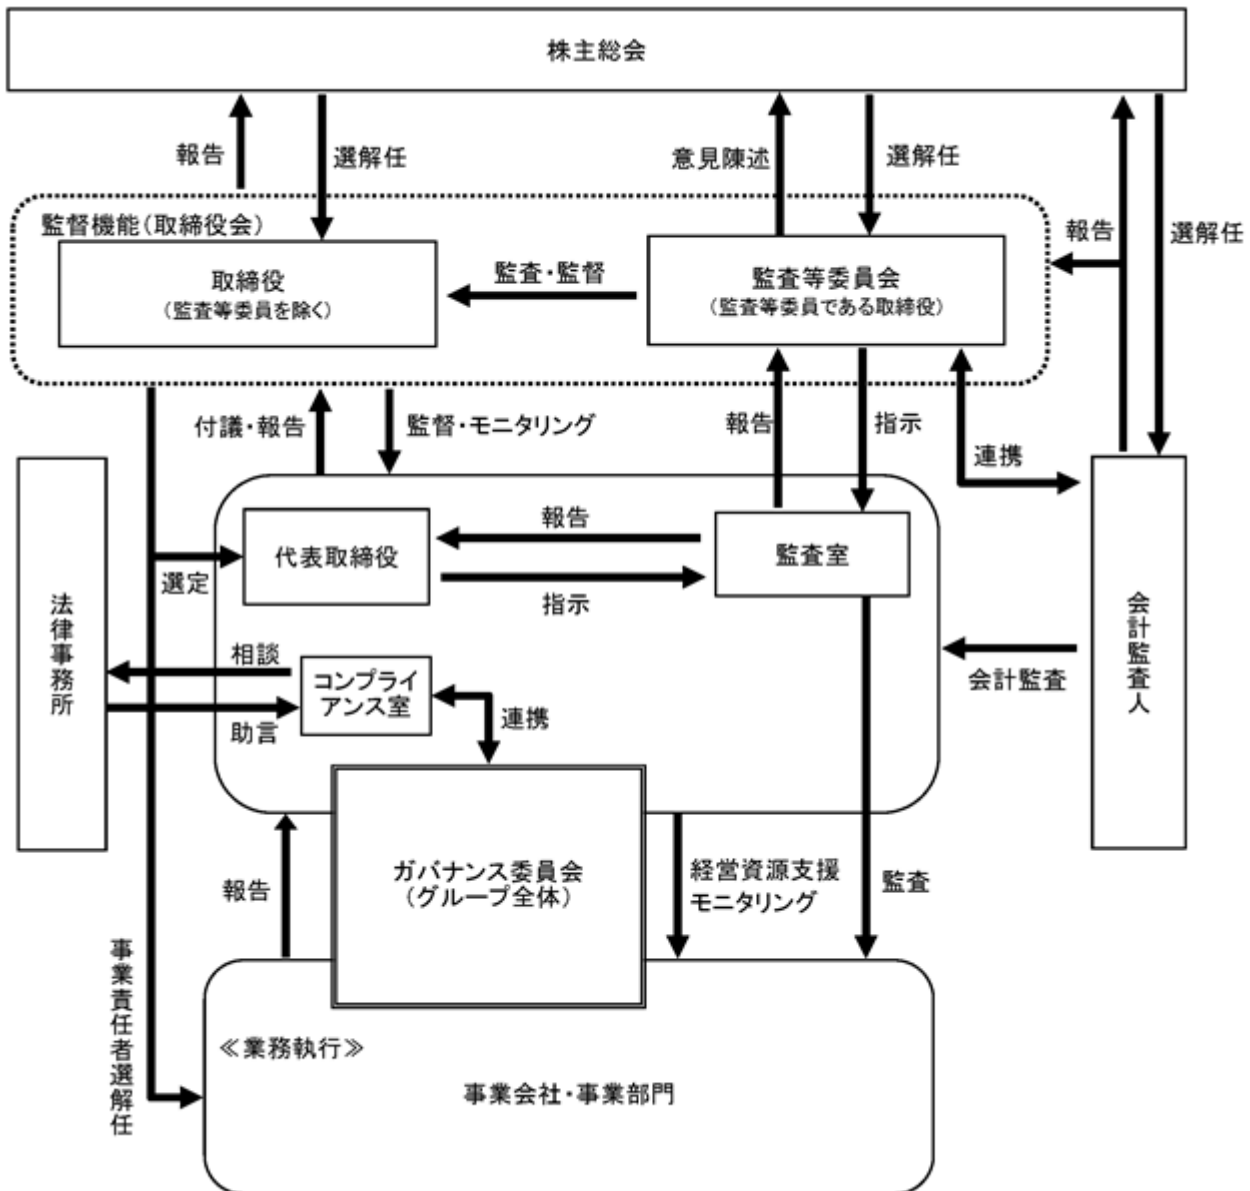 株主総会
報告
選解任
意見陳述
選解任
報告
選解任
監督機能(取締役会)
取締役
(監査等委員を除く)
監査・監督
監査等委員会
(監査等委員である取締役)
付議・報告
監督・モニタリング
報告
指示
連携
代表取締役
報告
指示
監査室
選定
法律事務所
相談
助言
コンプライ
アンス室
連携
会計監査
会計監査人
報告
ガバナンス委員会
(グループ全体)
経営資源支援
モニタリング
監査
事業責任者選解任
≪業務執行≫
事業会社・事業部門